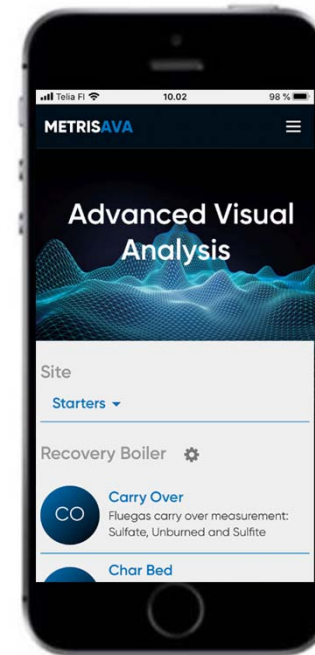 Telia FI 10.02 98 %
METRISAVA
Advanced Visual
Analysis
Site
Starters
Recovery Boiler
CO
Carry Over
Fluegas carry over measurement:
Sulfate, Unburned and Sulfite
Char Bed